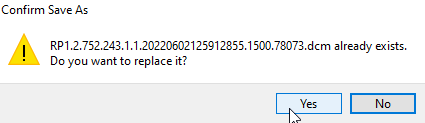 Confirm Save As
RP1.2.752.243.1.1.20220602125912855.1500.78073.dcm already exists.
Do you want to replace it?
Yes
No